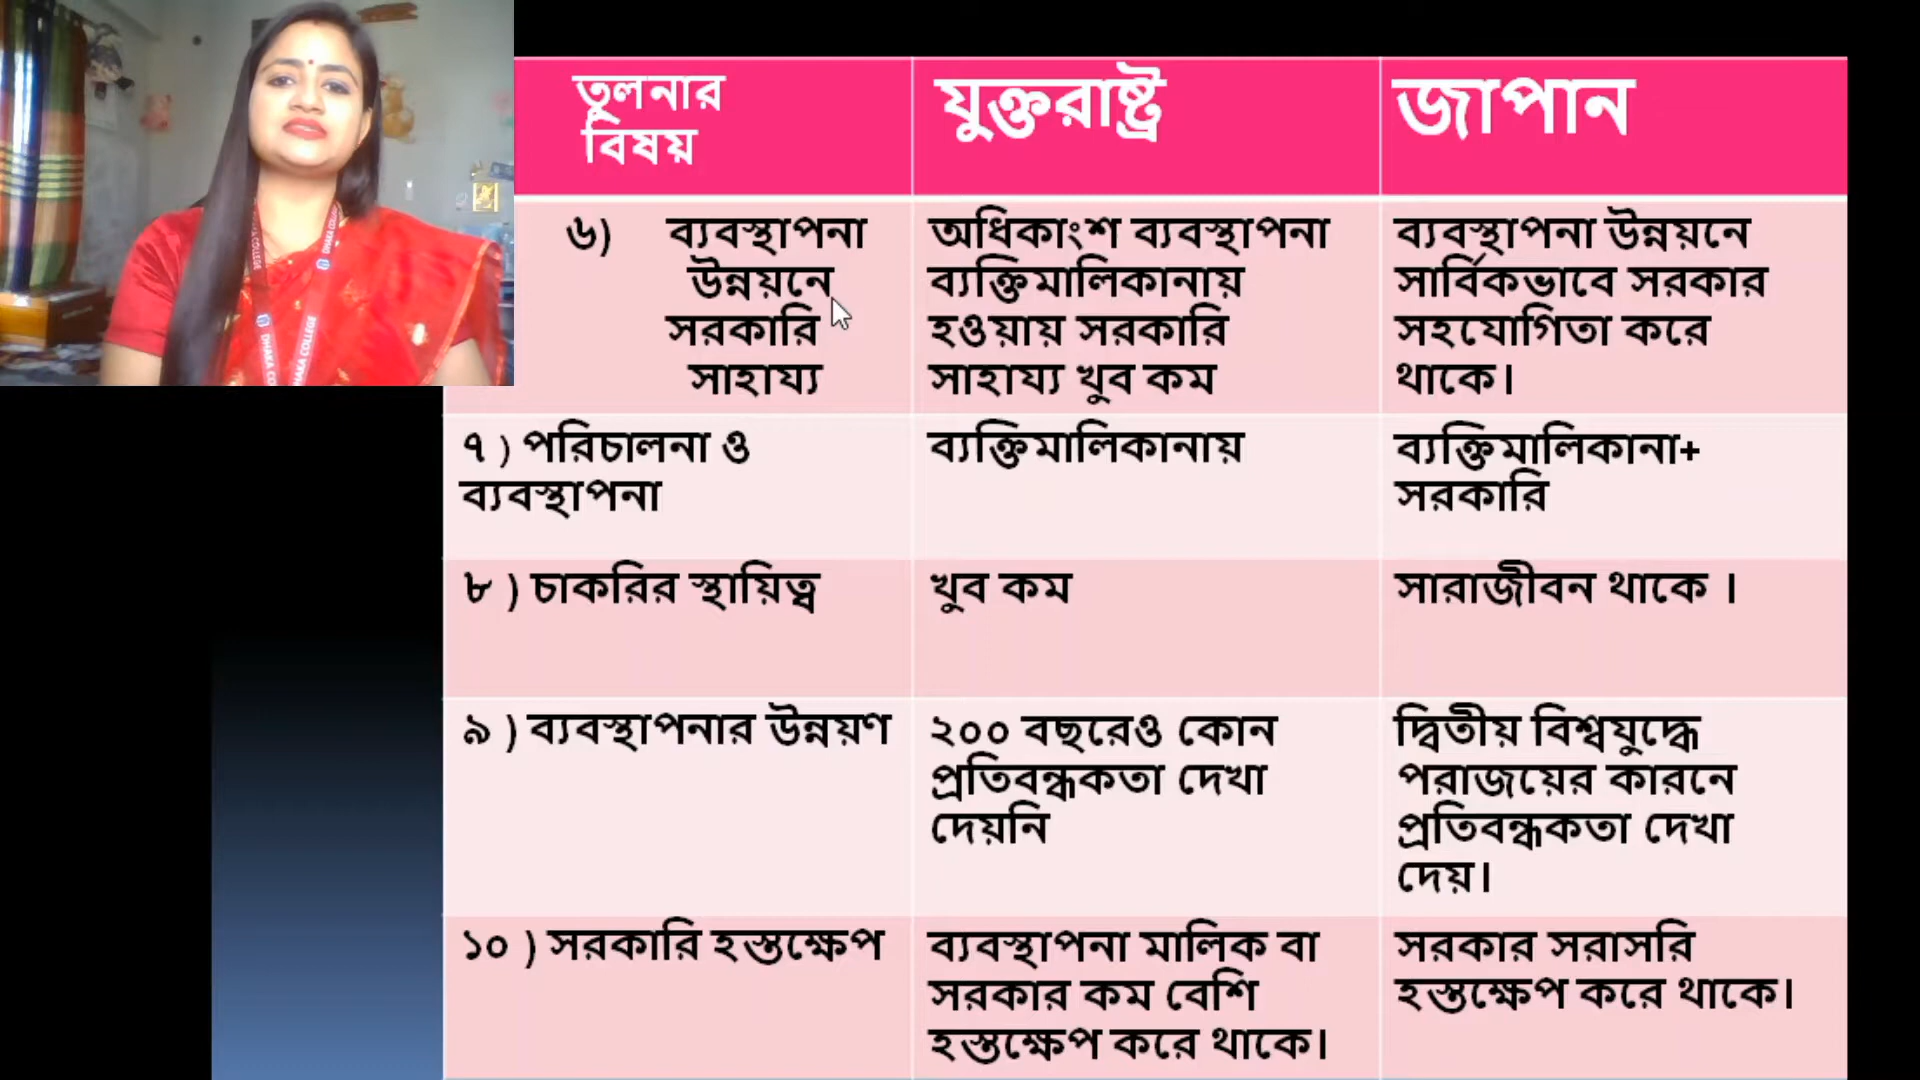 তুলনার
বিষয়
যুক্তরাষ্ট্র
জাপান
৬) ব্যবস্থাপনা
উন্নয়নে
সরকারি
সাহায্য
অধিকাংশ ব্যবস্থাপনা
ব্যক্তিমালিকানায়
হওয়ায় সরকারি
সাহায্য খুব কম
ব্যবস্থাপনা উন্নয়নে
সার্বিকভাবে সরকার
সহযোগিতা করে
থাকে।
৭ ) পরিচালনা ও
ব্যবস্থাপনা
ব্যক্তিমালিকানায়
ব্যক্তিমালিকানা+
সরকারি
৮ ) চাকরির স্থায়িত্ব
খুব কম
সারাজীবন থাকে ।
৯ ) ব্যবস্থাপনার উন্নয়ণ
২০০ বছরেও কোন
প্রতিবন্ধকতা দেখা
দেয়নি
দ্বিতীয় বিশ্বযুদ্ধে
পরাজয়ের কারনে
প্রতিবন্ধকতা দেখা
দেয়।
১০ ) সরকারি হস্তক্ষেপ
ব্যবস্থাপনা মালিক বা
সরকার কম বেশি
হস্তক্ষেপ করে থাকে।
সরকার সরাসরি
হস্তক্ষেপ করে থাকে।
DHAKA COLLEGE